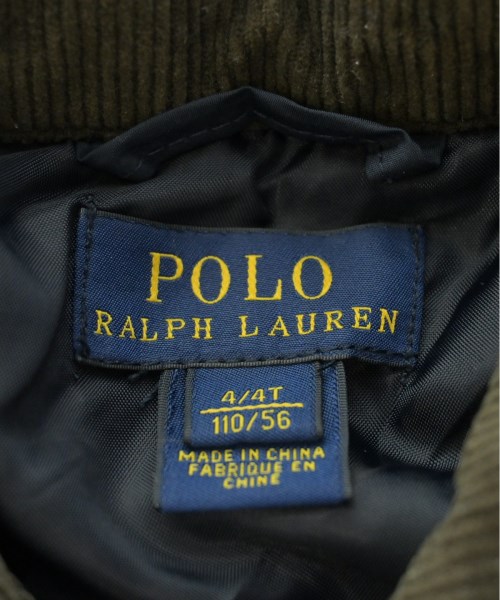 POLO
RALPH LAUREN
4/4T
110/56
MADE IN CHINA
FABRIQUE EN
CHINE